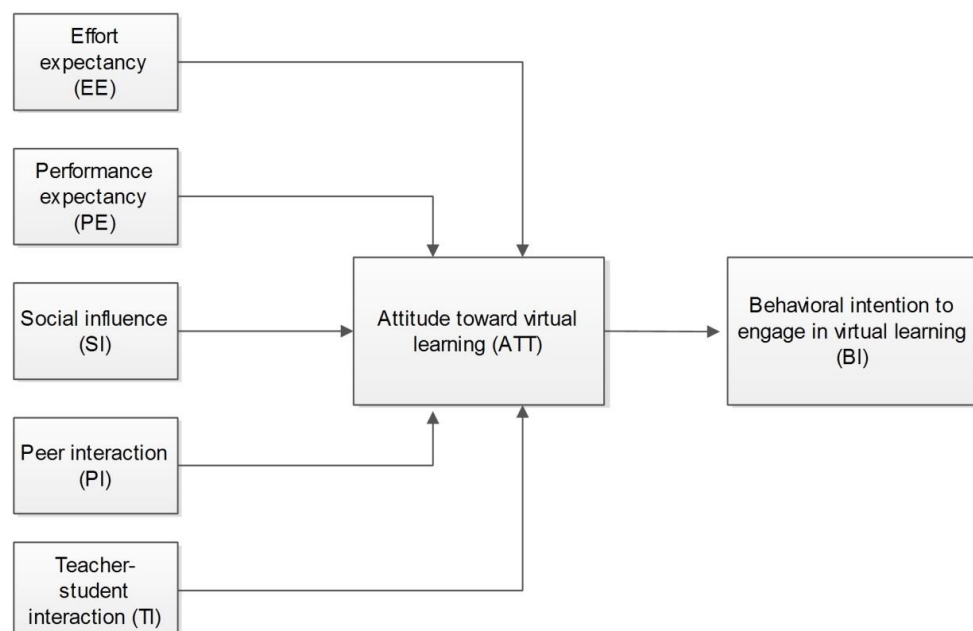 Effort
expectancy
(EE)
Performance
expectancy
(PE)
Social influence
(SI)
Peer interaction
(PI)
Teacher-
student
interaction (TI)
Attitude toward virtual
learning (ATT)
Behavioral intention to
engage in virtual learning
(BI)